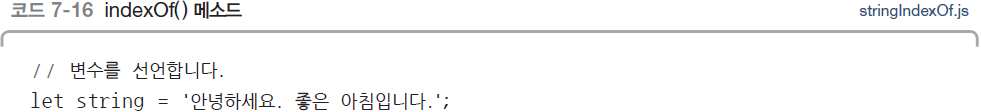 코드 7-16 indexOf() 메소드
stringIndexOf.js
// 변수를 선언합니다.
let string = '안녕하세요. 좋은 아침입니다.';